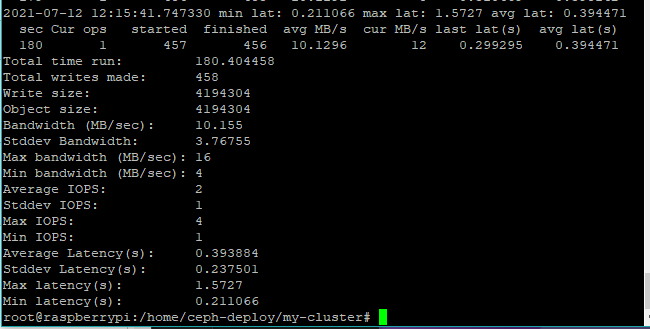 2021-07-12 12:15:41.747330 min lat: 0.211066 max lat: 1.5727 avg lat: 0.394471
sec Cur ops started finished avg MB/s cur MB/s last lat(s) avg lat(s)
180 1 457 456 10.1296 12 0.299295 0.394471
Total time run: 180.404458
Total writes made: 458
Write size: 4194304
Object size: 4194304
Bandwidth (MB/sec): 10.155
Stddev Bandwidth: 3.76755
Max bandwidth (MB/sec): 16
Min bandwidth (MB/sec): 4
Average IOPS: 2
Stddev IOPS: 1
Max IOPS: 4
Min IOPS: 1
Average Latency(s): 0.393884
Stddev Latency(s): 0.237501
Max latency(s): 1.5727
Min latency(s): 0.211066
root@raspberrypi:/home/ceph-deploy/my-cluster#